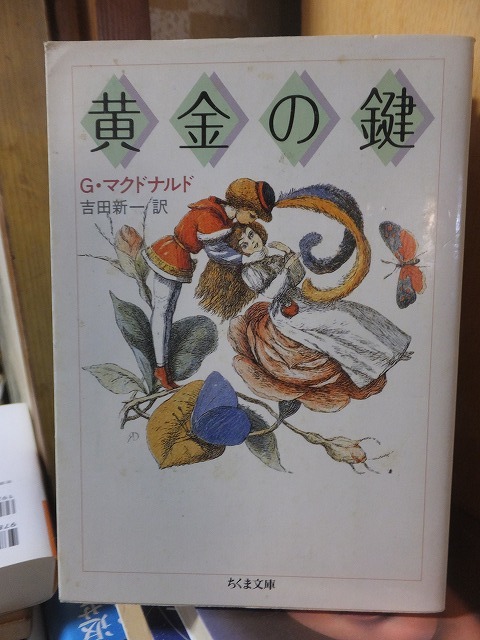 黄金の鍵
G・マクドナルド
吉田新一 訳
ちくま文庫